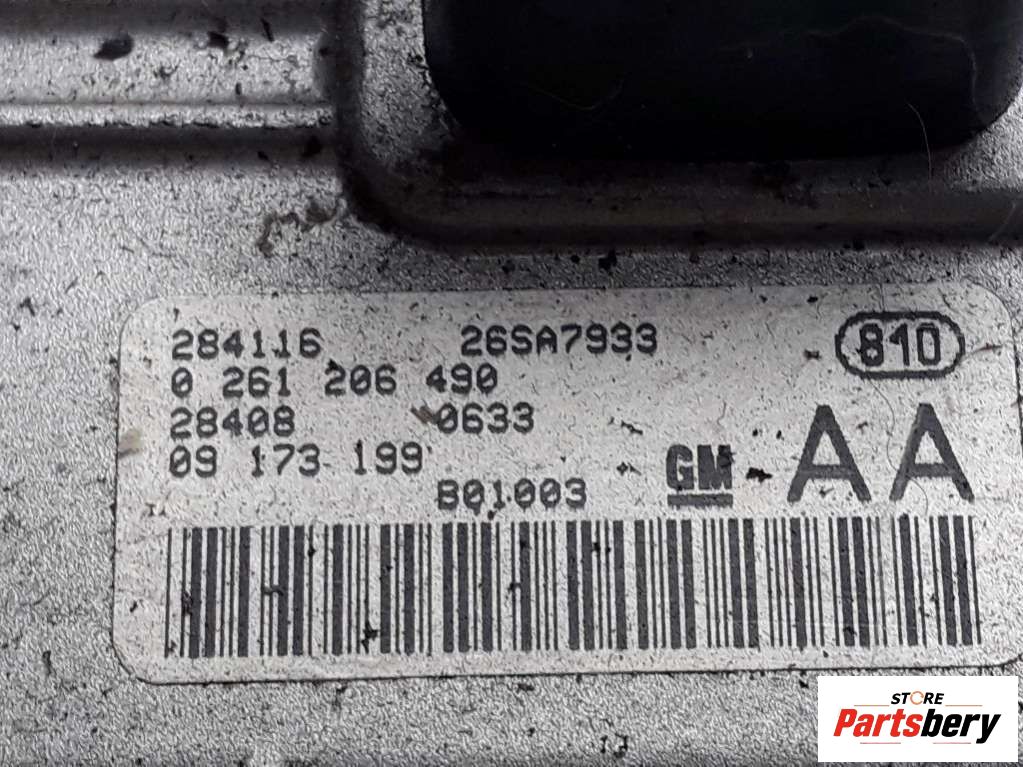 284116 26SA7933 810
0 261 206 490
28408 0633
09 173 199 GM AA
B01003
STORE
Partsbery